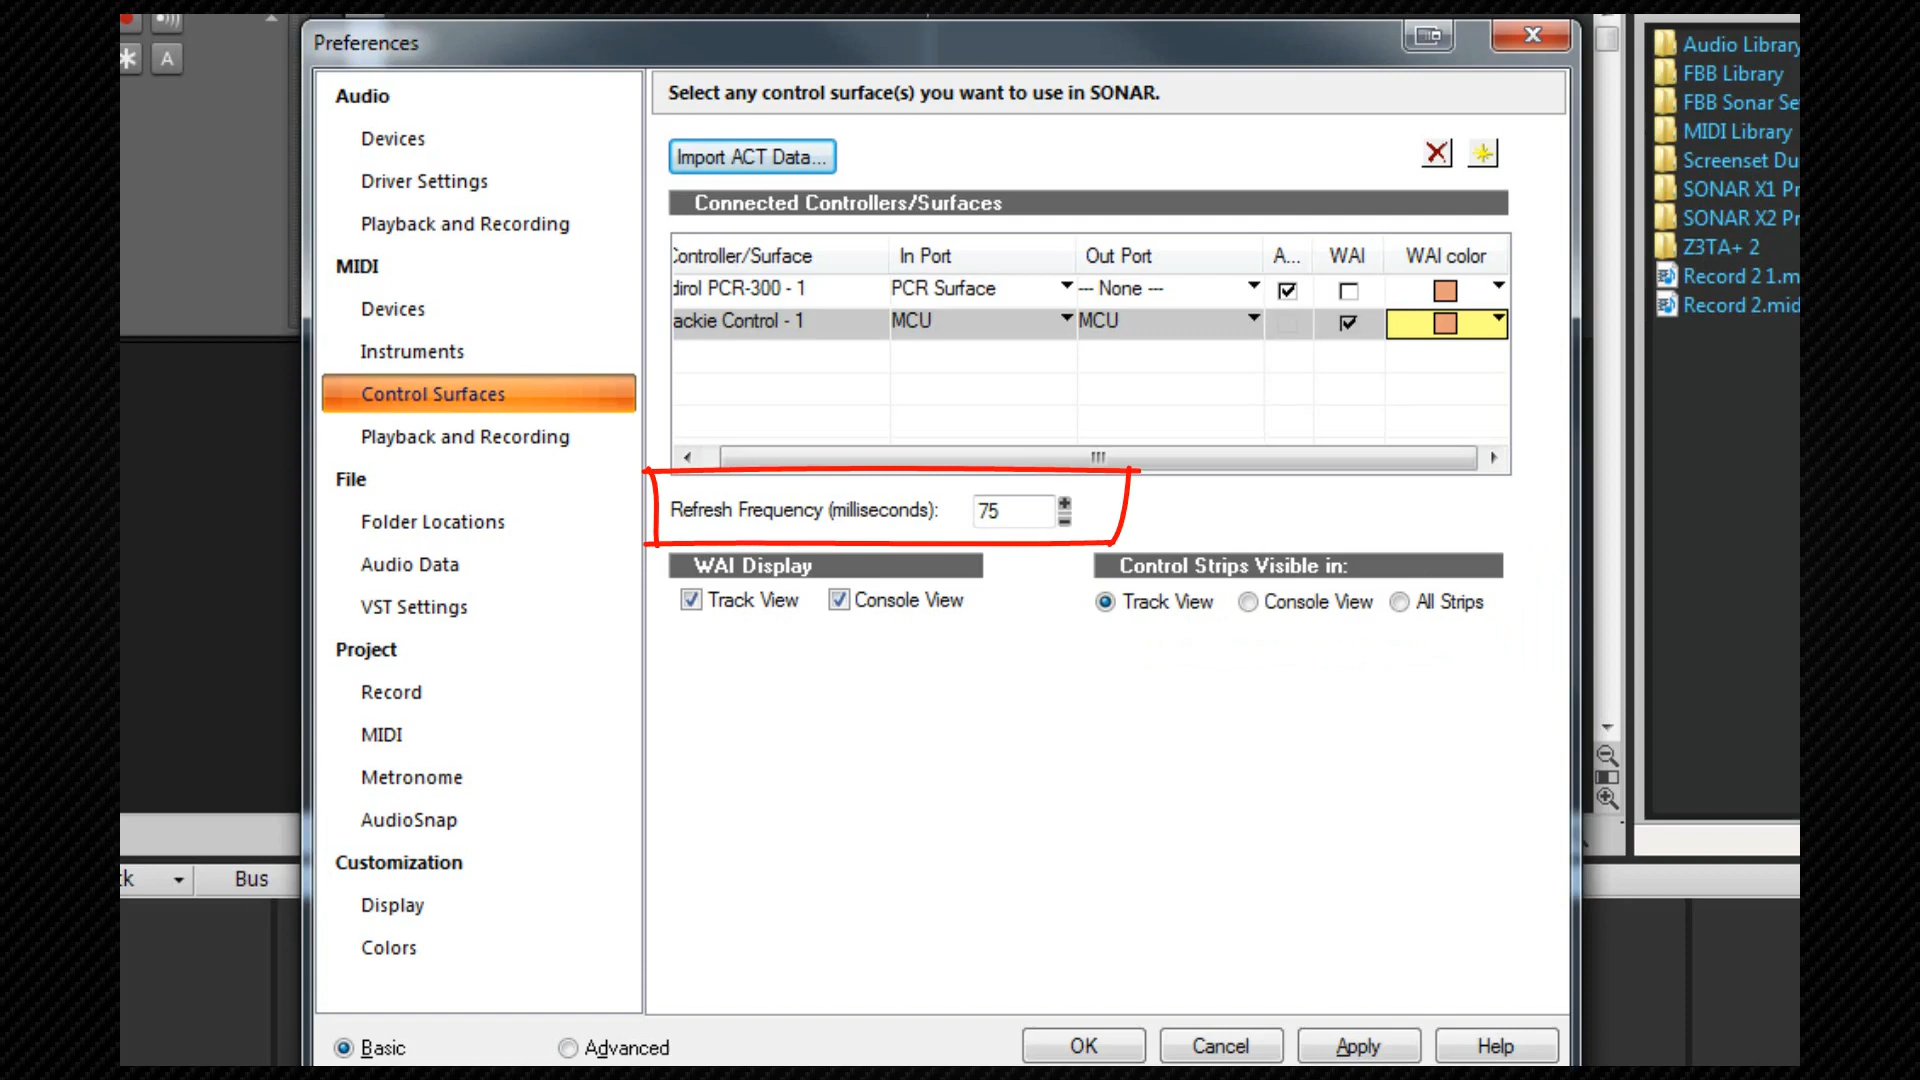 Preferences
Audio
Devices
Driver Settings
Playback and Recording
MIDI
Devices
Instruments
Control Surfaces
Playback and Recording
File
Folder Locations
Audio Data
VST Settings
Project
Record
MIDI
Metronome
AudioSnap
Customization
Display
Colors
Basic
Advanced
Select any control surface(s) you want to use in SONAR.
Import ACT Data...
Connected Controllers/Surfaces
Controller/Surface In Port Out Port A... WAI WAI color
dirol PCR-300 - 1 PCR Surface --- None ---
ackie Control - 1 MCU MCU
Refresh Frequency (milliseconds): 75
WAI Display
Track View Console View
Control Strips Visible in:
Track View Console View All Strips
OK Cancel Apply Help
A
ck
Bus
Audio Library
FBB Library
FBB Sonar Se
MIDI Library
Screenset Du
SONAR X1 Pr
SONAR X2 Pr
Z3TA+ 2
Record 2 1.m
Record 2.mid